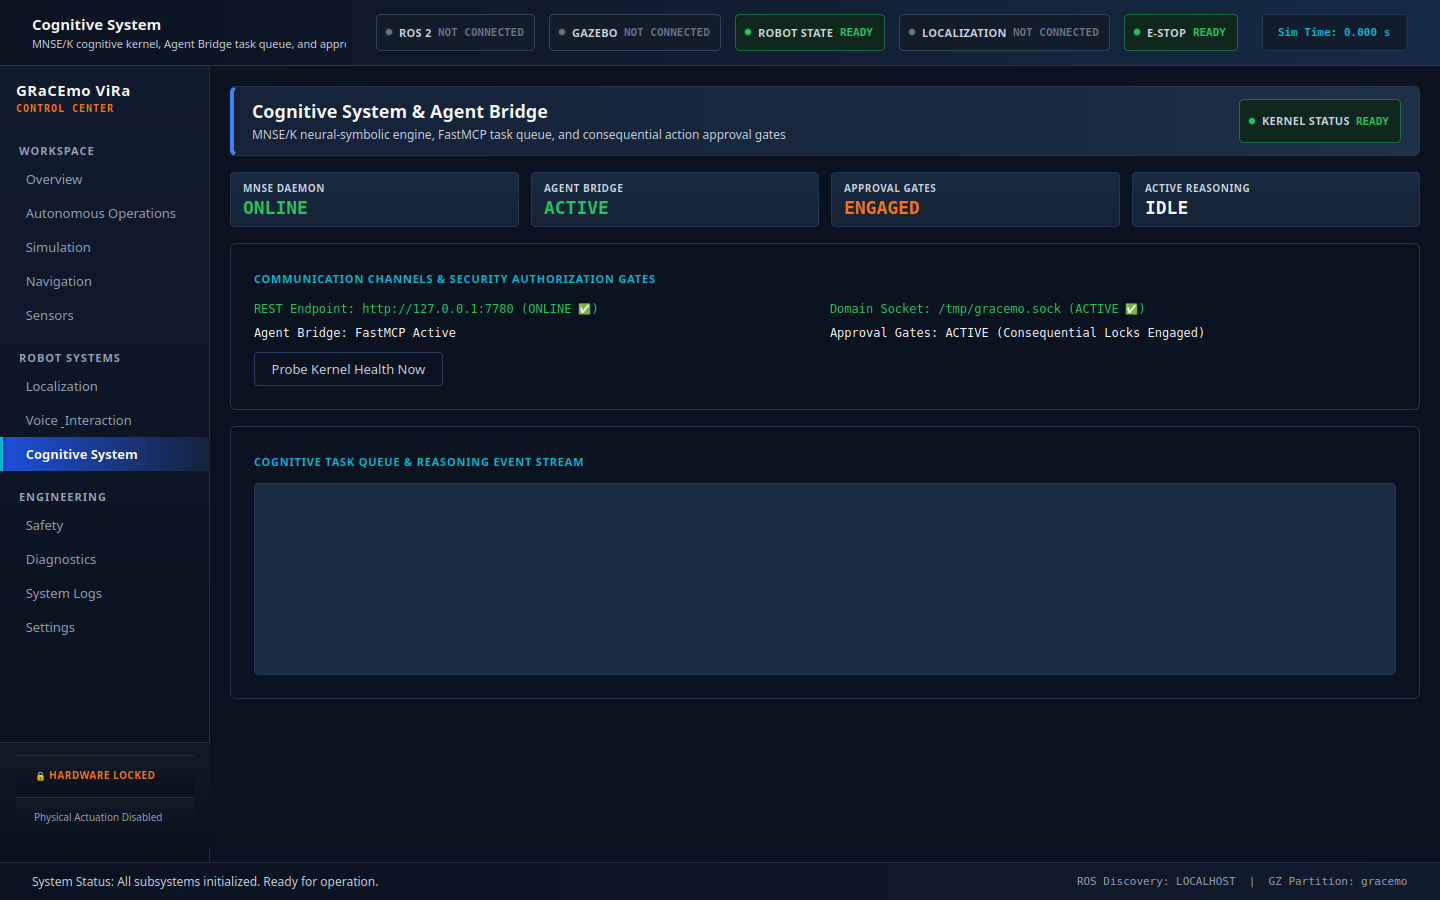 Cognitive System
MNSE/K cognitive kernel, Agent Bridge task queue, and appr
ROS 2 NOT CONNECTED
GAZEBO NOT CONNECTED
ROBOT STATE READY
LOCALIZATION NOT CONNECTED
E-STOP READY
Sim Time: 0.000 s
GRaCEmo ViRa
CONTROL CENTER
WORKSPACE
Overview
Autonomous Operations
Simulation
Navigation
Sensors
ROBOT SYSTEMS
Localization
Voice _Interaction
Cognitive System
ENGINEERING
Safety
Diagnostics
System Logs
Settings
🔒 HARDWARE LOCKED
Physical Actuation Disabled
Cognitive System & Agent Bridge
MNSE/K neural-symbolic engine, FastMCP task queue, and consequential action approval gates
KERNEL STATUS READY
MNSE DAEMON
ONLINE
AGENT BRIDGE
ACTIVE
APPROVAL GATES
ENGAGED
ACTIVE REASONING
IDLE
COMMUNICATION CHANNELS & SECURITY AUTHORIZATION GATES
REST Endpoint: http://127.0.0.1:7780 (ONLINE ✅)
Domain Socket: /tmp/gracemo.sock (ACTIVE ✅)
Agent Bridge: FastMCP Active
Approval Gates: ACTIVE (Consequential Locks Engaged)
Probe Kernel Health Now
COGNITIVE TASK QUEUE & REASONING EVENT STREAM
System Status: All subsystems initialized. Ready for operation.
ROS Discovery: LOCALHOST | GZ Partition: gracemo